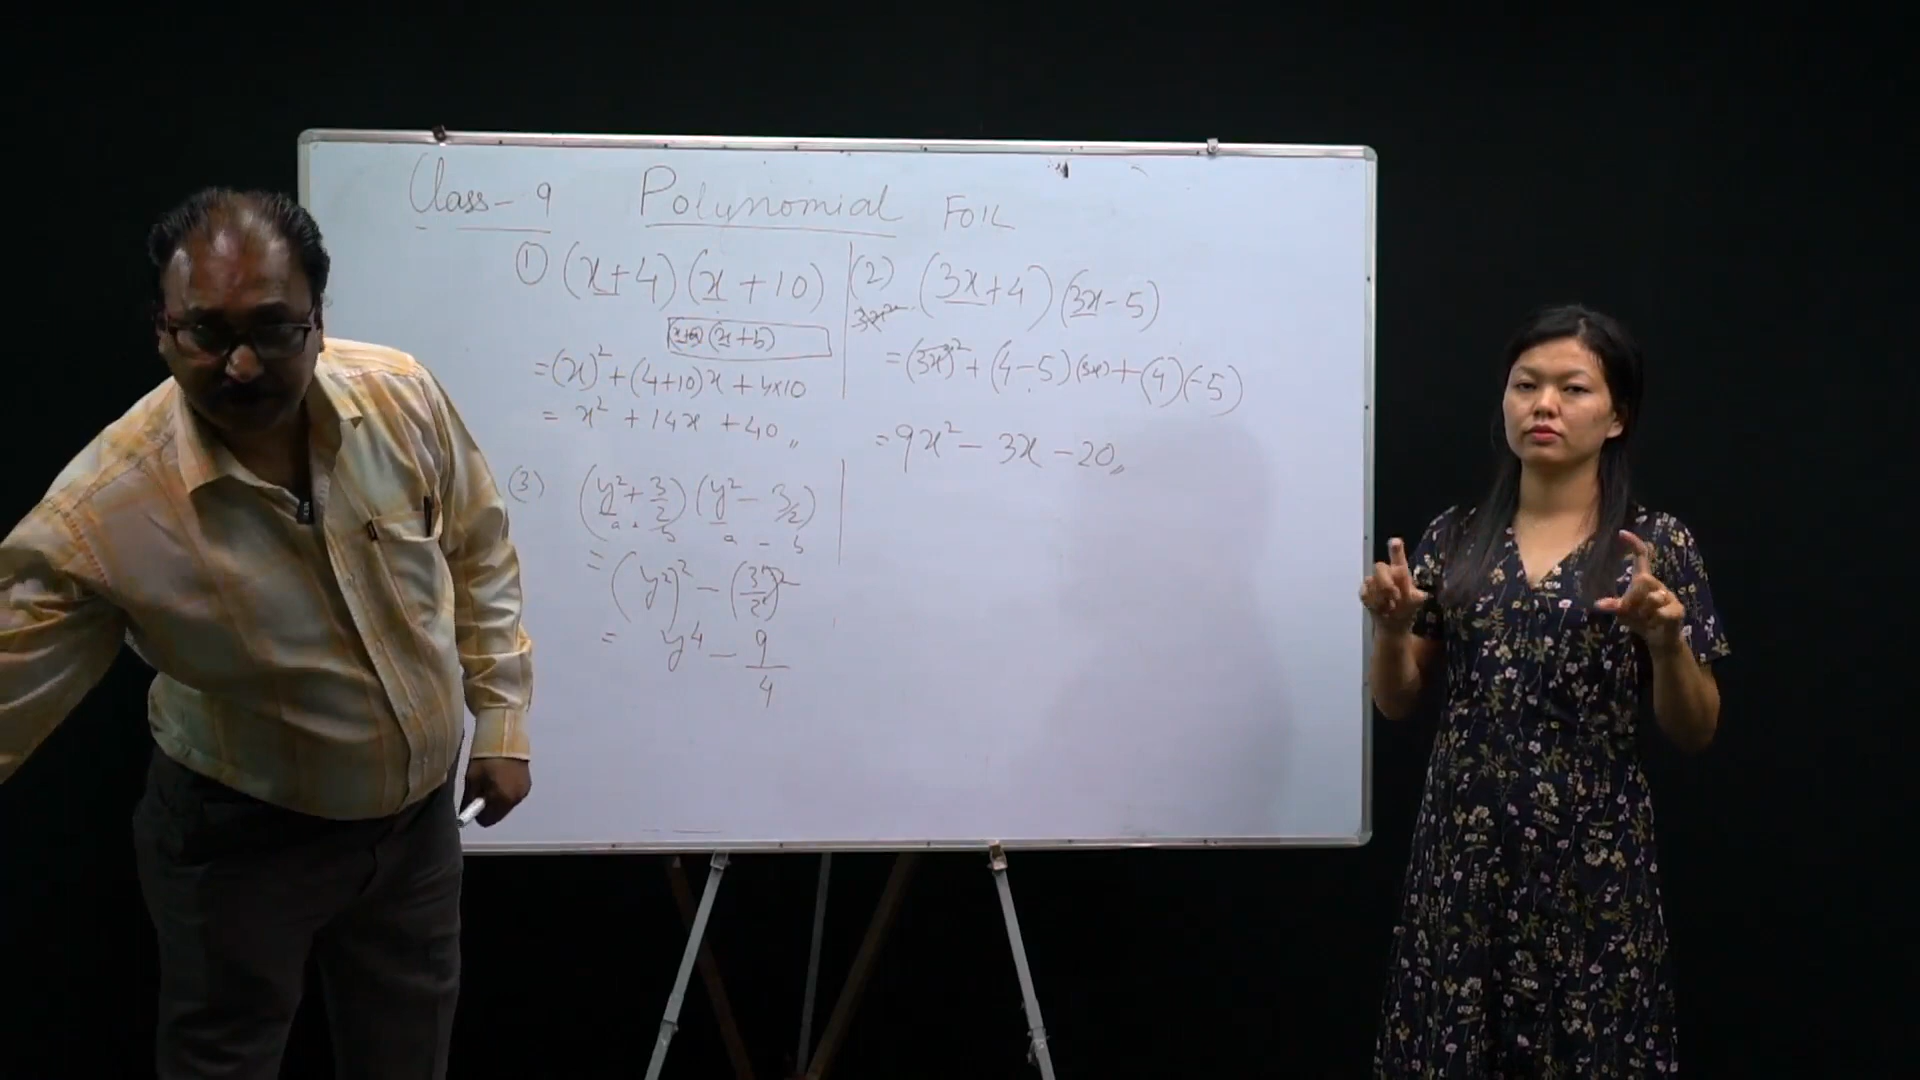 Class-9 Polynomial FOIL
① (x+4)(x+10)
(x+a)(x+b)
=(x)²+(4+10)x+4×10
= x²+14x+40
(2) (3x+4)(3x-5)
=(3x)²+(4-5)(3x)+(4)(-5)
=9x²-3x-20
(3) (y²+3/2)(y²-3/2)
a + b a - b
= (y²)²-(3/2)²
= y⁴-9/4